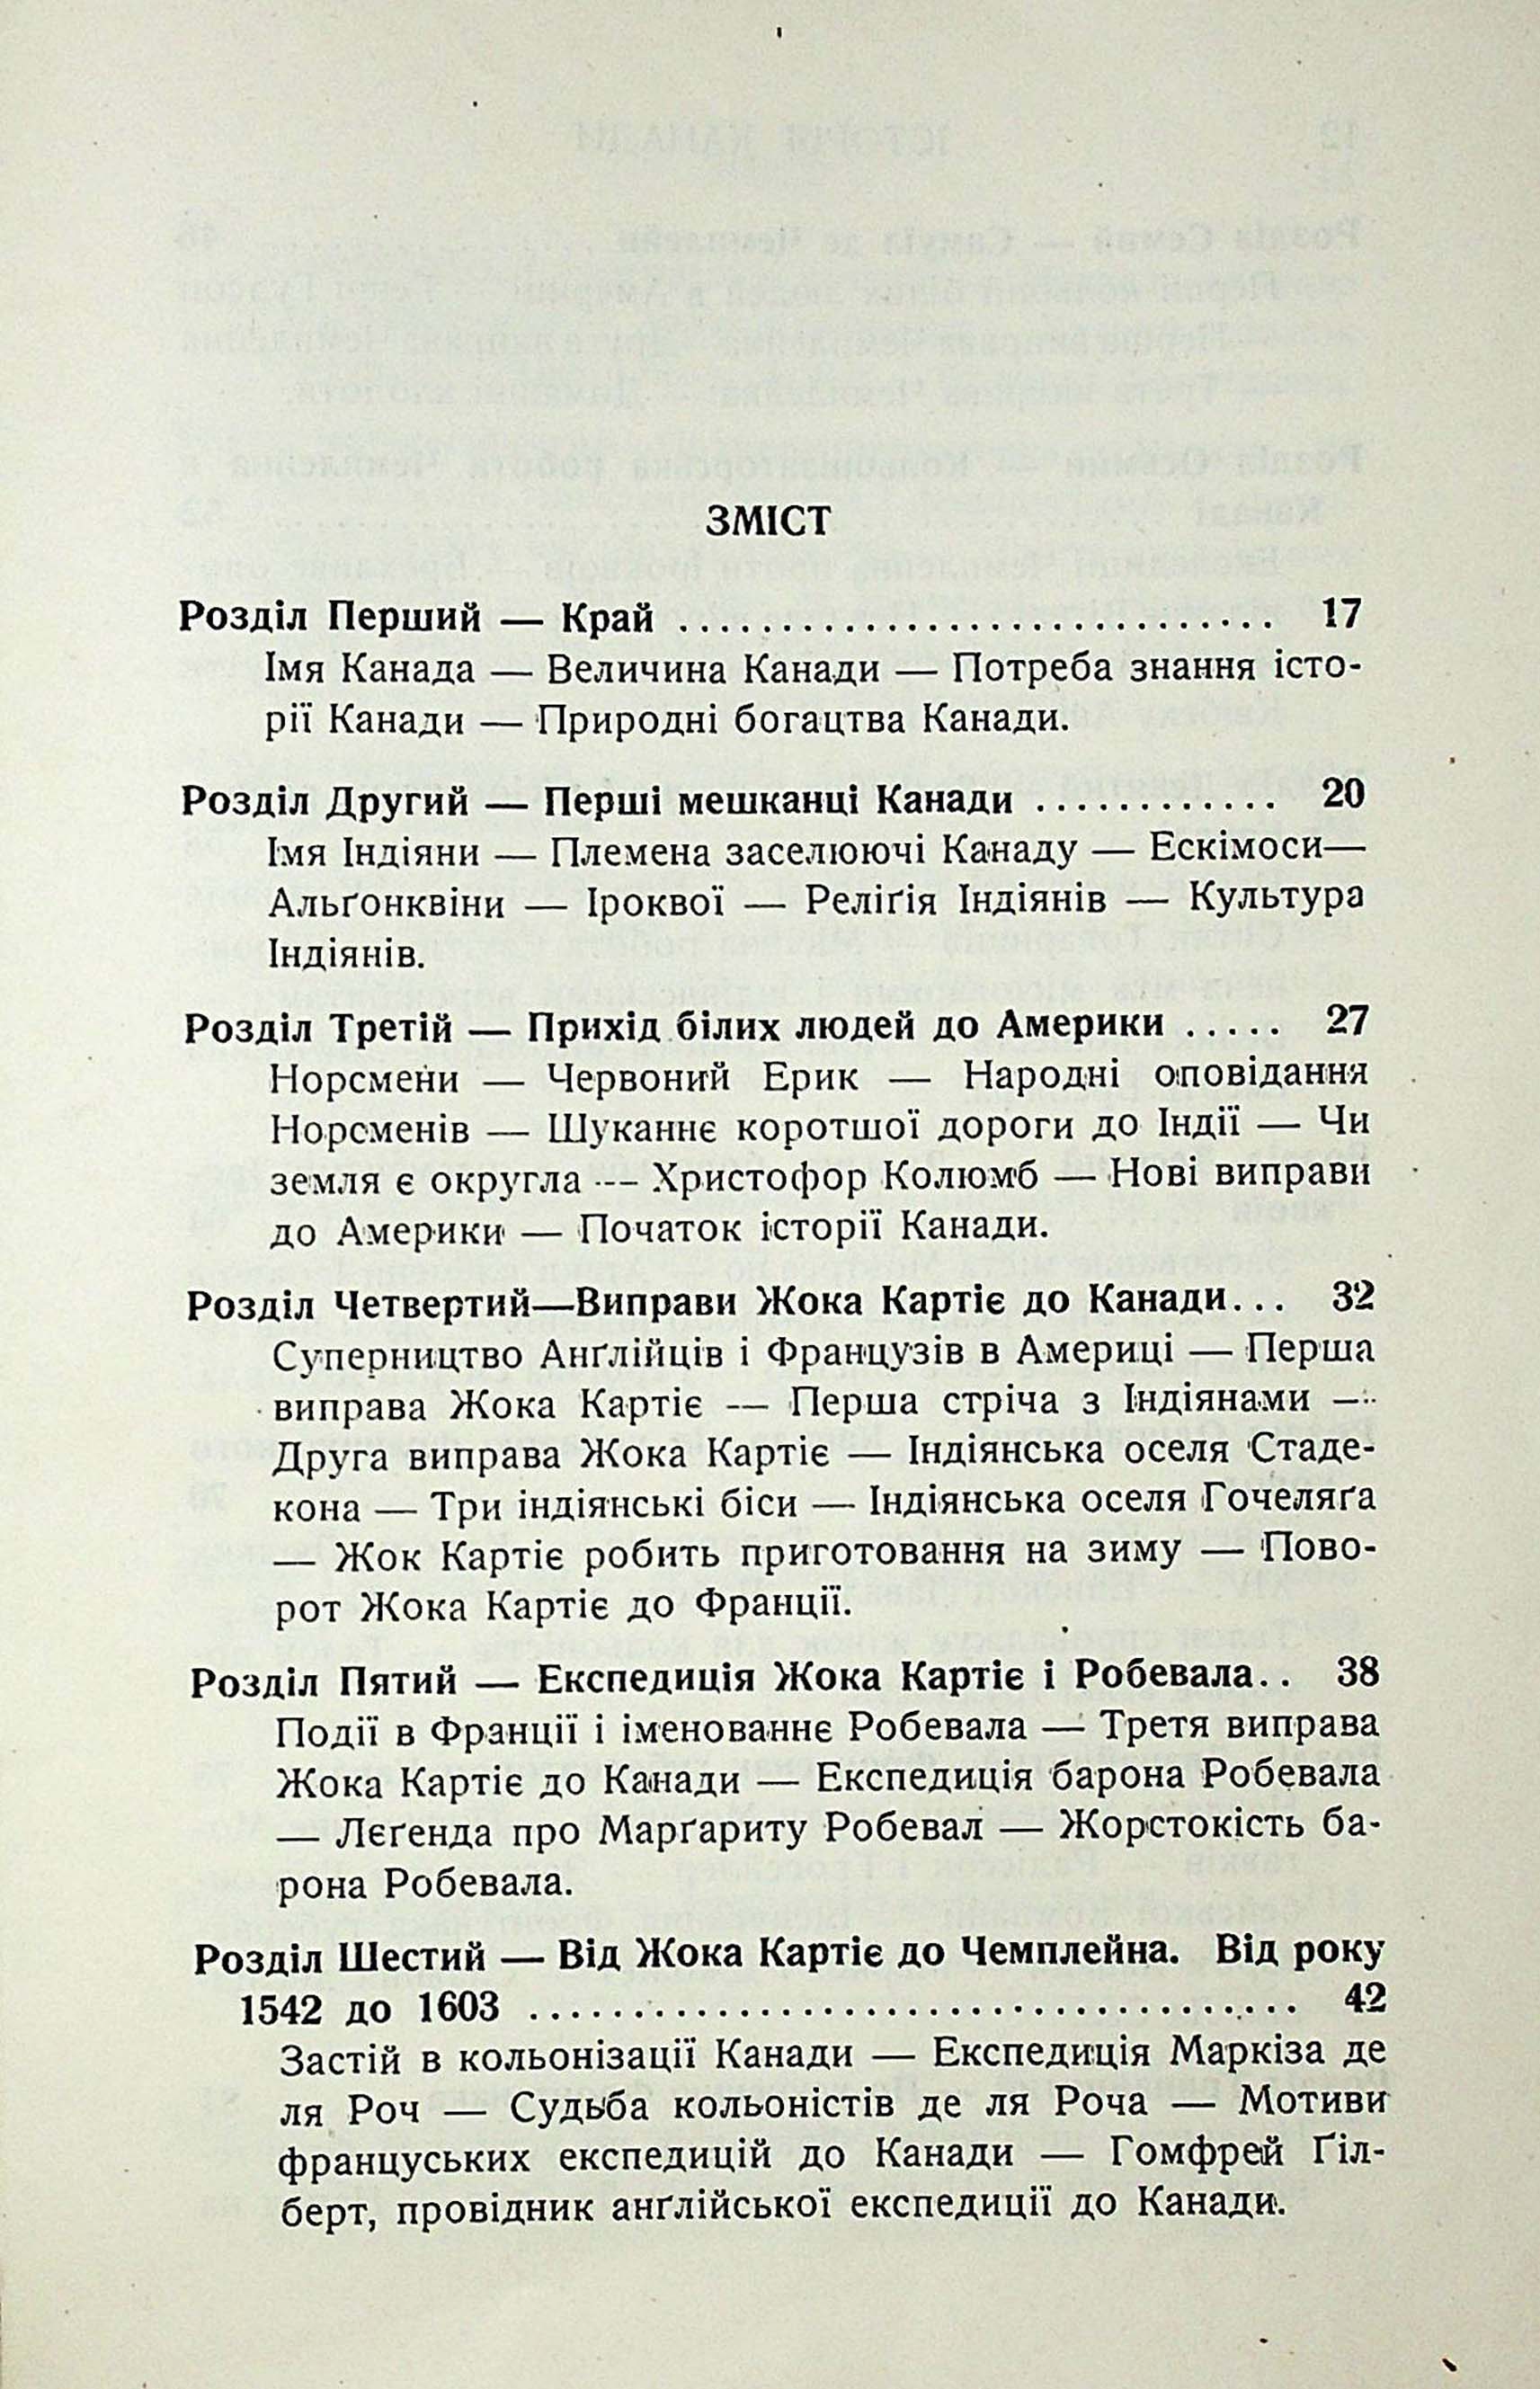 ЗМІСТ
Розділ Перший — Край ............................. 17
Імя Канада — Величина Канади — Потреба знання істо-
рії Канади — Природні богацтва Канади.
Розділ Другий — Перші мешканці Канади ............ 20
Імя Індіяни — Племена заселюючі Канаду — Ескімоси—
Альґонквіни — Іроквої — Реліґія Індіянів — Культура
Індіянів.
Розділ Третій — Прихід білих людей до Америки ..... 27
Норсмени — Червоний Ерик — Народні оповідання
Норсменів — Шуканнє коротшої дороги до Індії — Чи
земля є округла — Христофор Колюмб — Нові виправи
до Америки — Початок історії Канади.
Розділ Четвертий—Виправи Жока Картіє до Канади... 32
Суперництво Анґлійців і Французів в Америці — Перша
виправа Жока Картіє — Перша стріча з Індіянами —
Друга виправа Жока Картіє — Індіянська оселя Стаде-
кона — Три індіянські біси — Індіянська оселя Гочеляґа
— Жок Картіє робить приготовання на зиму — Пово-
рот Жока Картіє до Франції.
Розділ Пятий — Експедиція Жока Картіє і Робевала.. 38
Події в Франції і іменованнє Робевала — Третя виправа
Жока Картіє до Канади — Експедиція барона Робевала
— Лєґенда про Марґариту Робевал — Жорстокість ба-
рона Робевала.
Розділ Шестий — Від Жока Картіє до Чемплейна. Від року
1542 до 1603 ..................................... 42
Застій в кольонізації Канади — Експедиція Маркіза де
ля Роч — Судьба кольоністів де ля Роча — Мотиви
француських експедицій до Канади — Гомфрей Ґіл-
берт, провідник анґлійської експедиції до Канади.